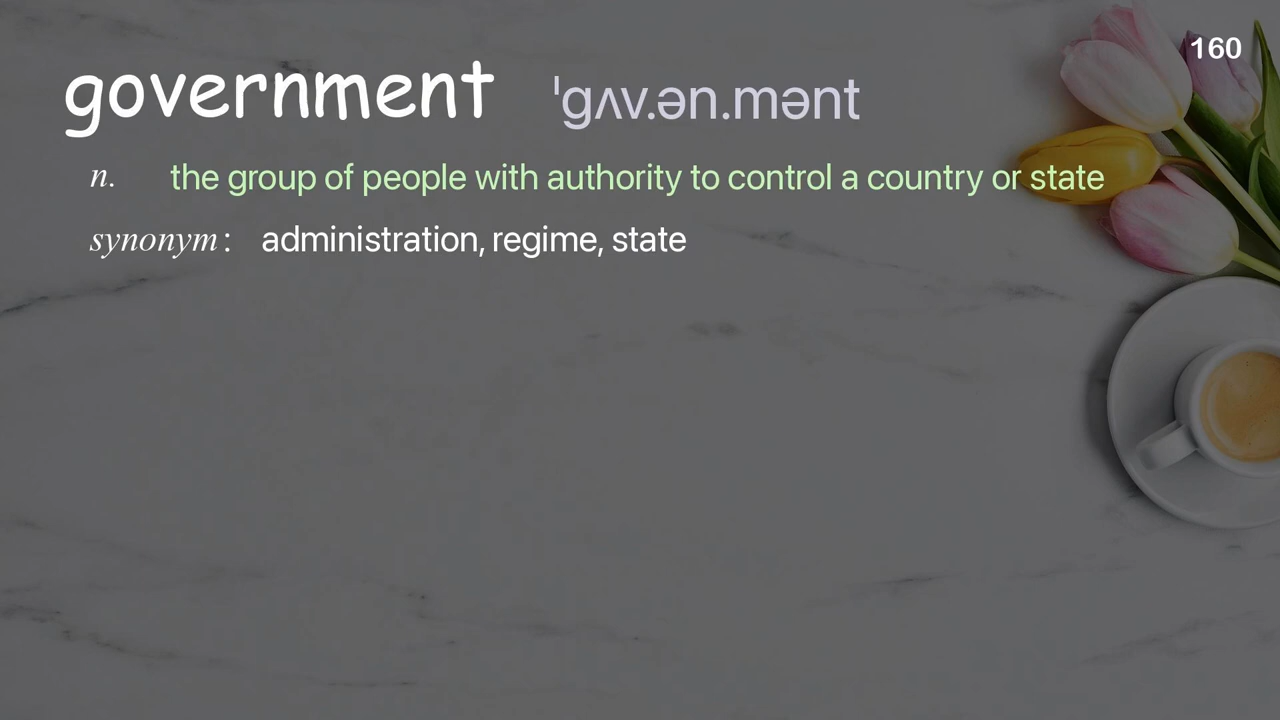 160
government ˈgʌv.ən.mənt
n. the group of people with authority to control a country or state
synonym: administration, regime, state